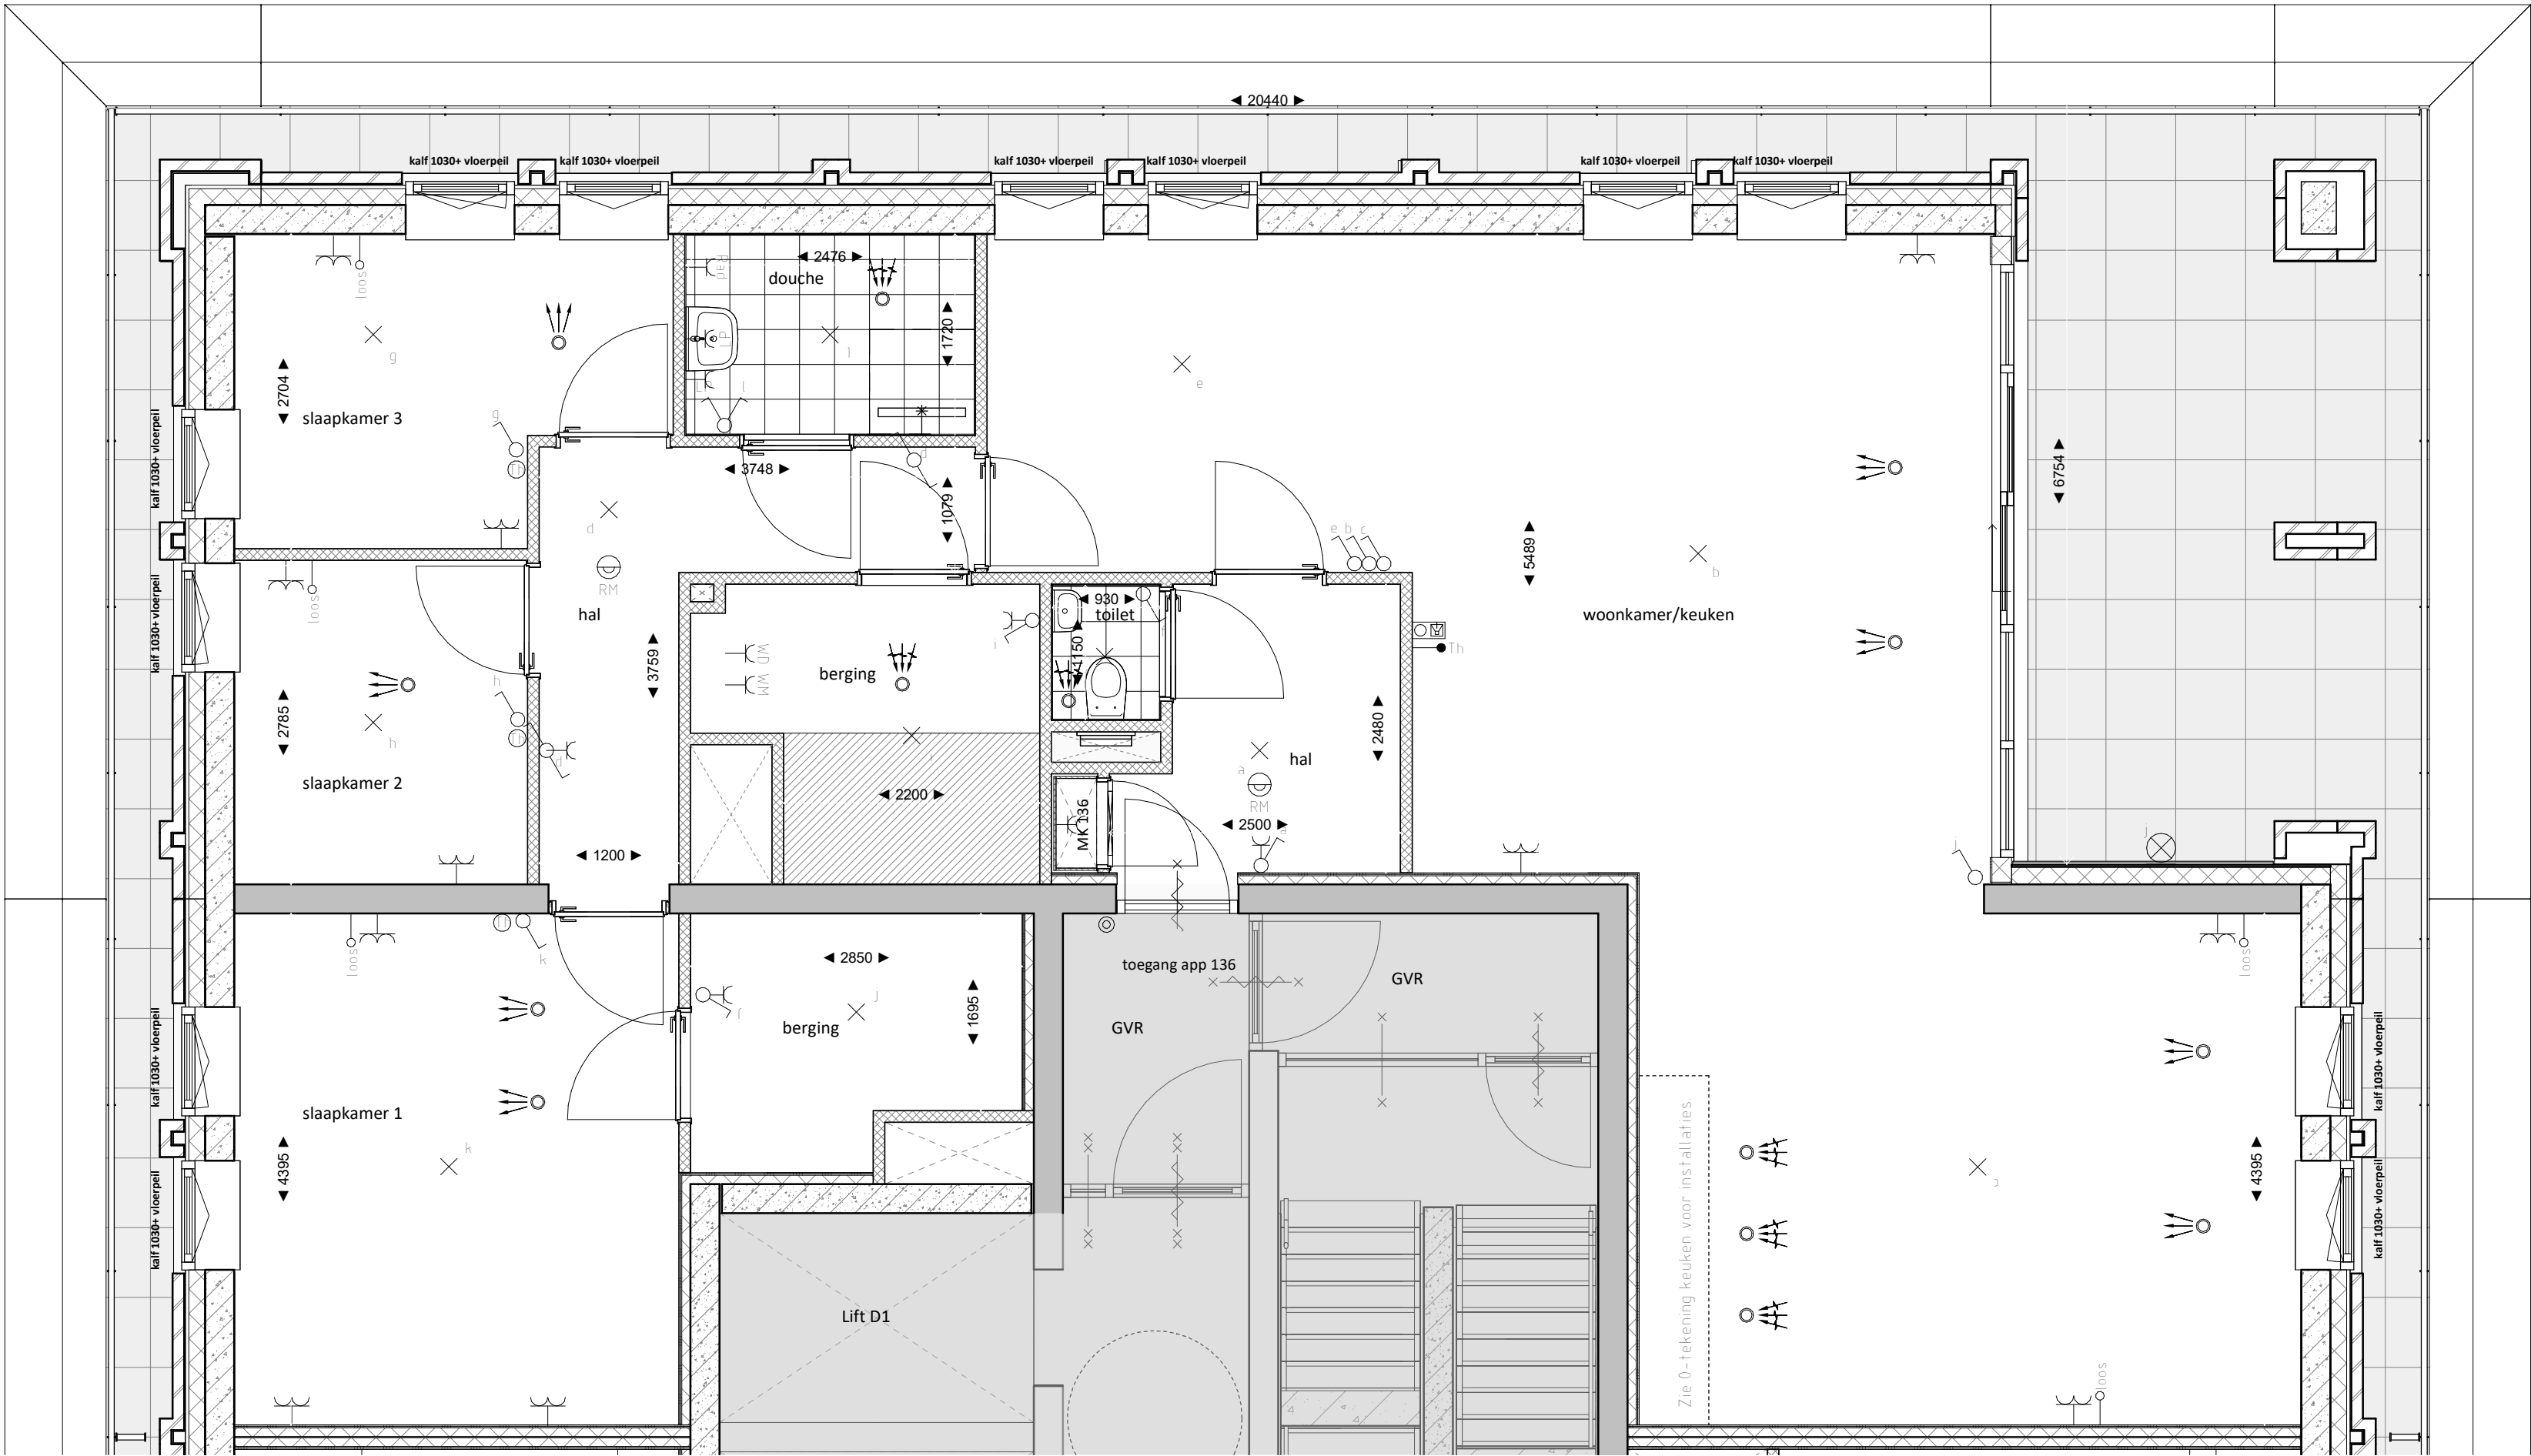 20440
kalf 1030+ vloerpeil
kalf 1030+ vloerpeil
kalf 1030+ vloerpeil
kalf 1030+ vloerpeil
kalf 1030+ vloerpeil
kalf 1030+ vloerpeil
loos
g
2704
slaapkamer 3
g
Th
kalf 1030+ vloerpeil
2476
douche
Rad
LP
l
1720
l
e
6754
3748
d
1079
d
RM
hal
e b c
5489
b
woonkamer/keuken
Th
kalf 1030+ vloerpeil
loos
2785
h
h
Th
d
slaapkamer 2
3759
1200
WD
WM
berging
i
2200
930
toilet
1150
MK 136
hal
a
RM
2480
2500
a
j
j
loos
Th
k
kalf 1030+ vloerpeil
slaapkamer 1
k
4395
kalf 1030+ vloerpeil
2850
j
berging
1695
toegang app 136
GVR
GVR
Lift D1
Zie 0-tekening keuken voor installaties
loos
kalf 1030+ vloerpeil
4395
kalf 1030+ vloerpeil
loos